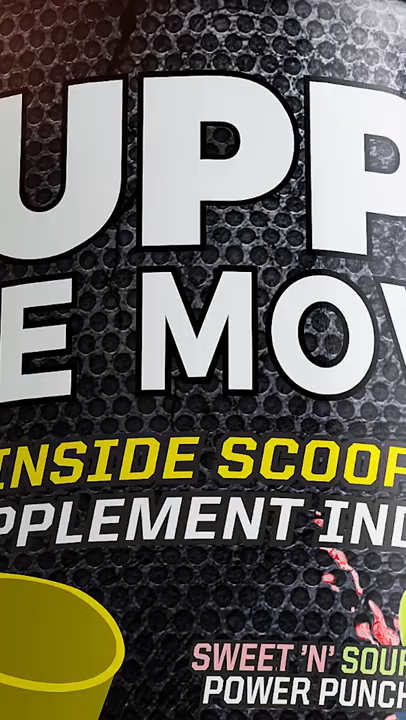 UPP
E MOV
INSIDE SCOOP
PPLEMENT IND
SWEET 'N' SOUR
POWER PUNCH